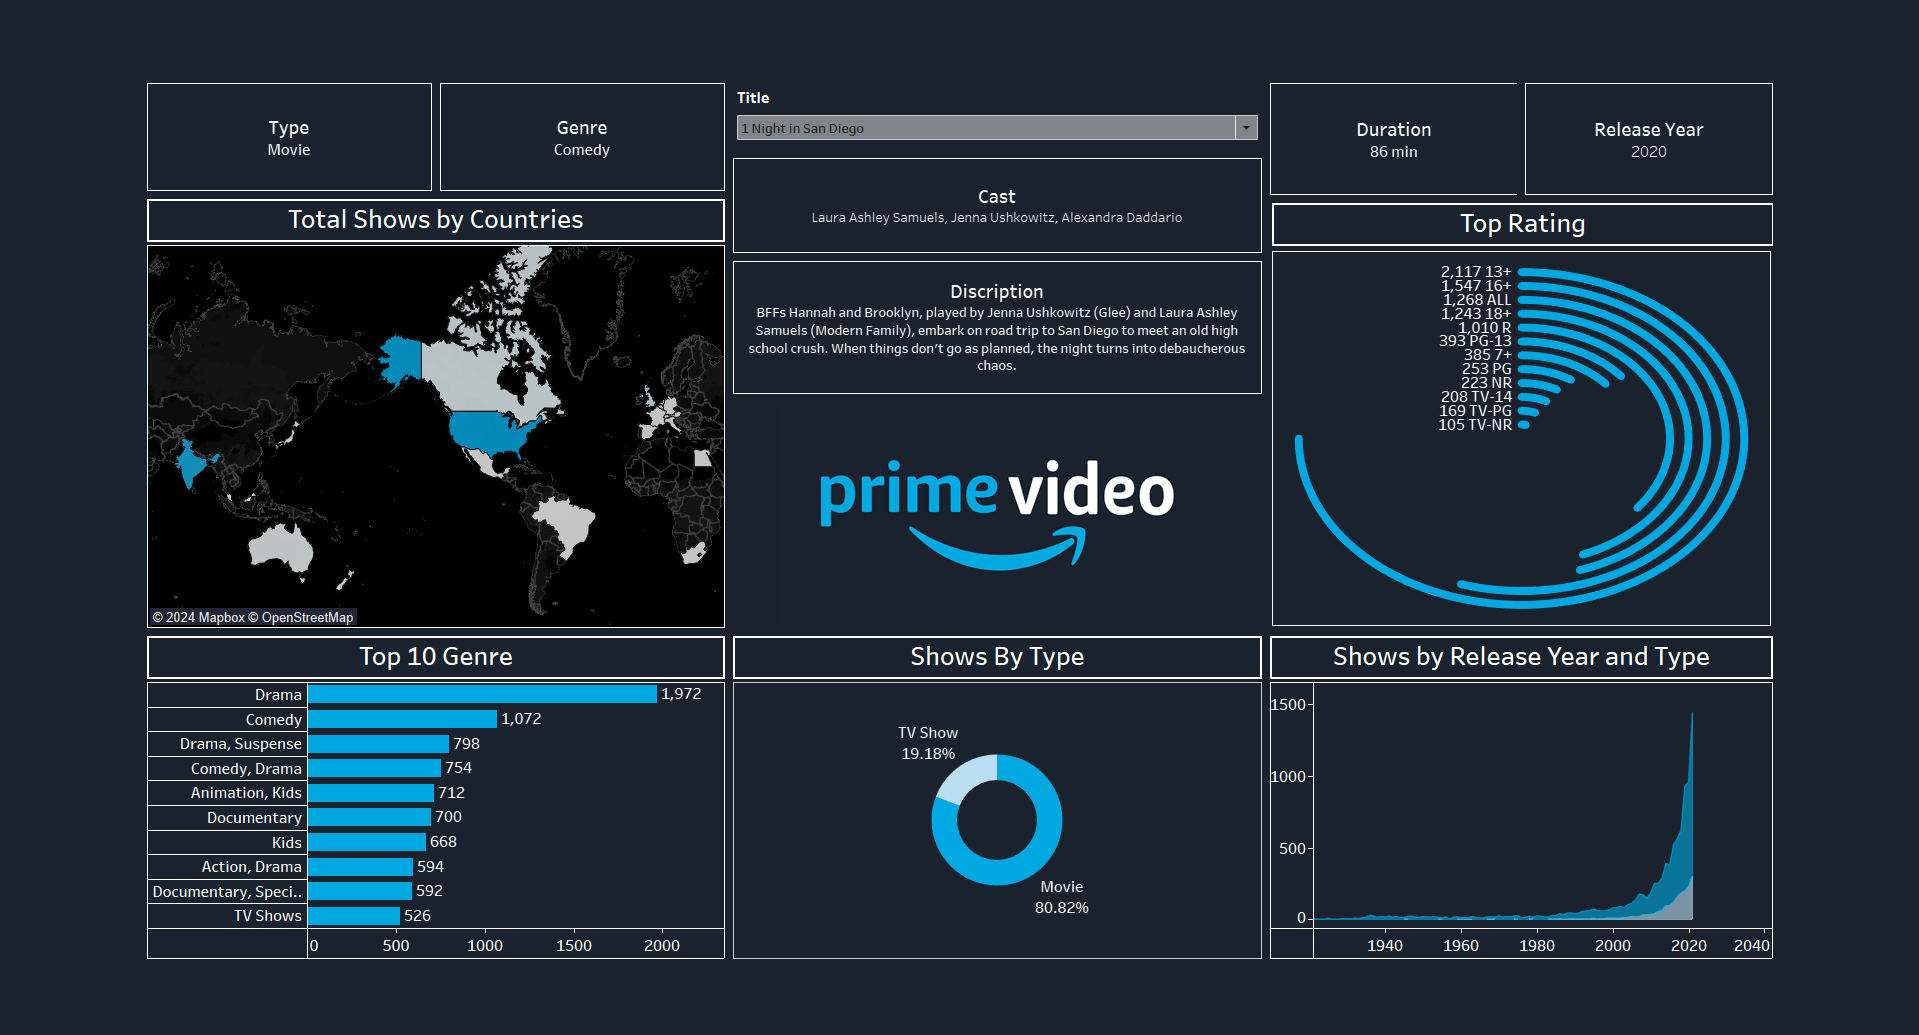 Type
Movie
Genre
Comedy
Title
1 Night in San Diego
Duration
86 min
Release Year
2020
Cast
Laura Ashley Samuels, Jenna Ushkowitz, Alexandra Daddario
Total Shows by Countries
© 2024 Mapbox © OpenStreetMap
Discription
BFFs Hannah and Brooklyn, played by Jenna Ushkowitz (Glee) and Laura Ashley
Samuels (Modern Family), embark on road trip to San Diego to meet an old high
school crush. When things don’t go as planned, the night turns into debaucherous
chaos.
prime video
Top Rating
2,117 13+
1,547 16+
1,268 ALL
1,243 18+
1,010 R
393 PG-13
385 7+
253 PG
223 NR
208 TV-14
169 TV-PG
105 TV-NR
Top 10 Genre
Drama 1,972
Comedy 1,072
Drama, Suspense 798
Comedy, Drama 754
Animation, Kids 712
Documentary 700
Kids 668
Action, Drama 594
Documentary, Speci.. 592
TV Shows 526
0 500 1000 1500 2000
Shows By Type
TV Show
19.18%
Movie
80.82%
Shows by Release Year and Type
1500
1000
500
0
1940 1960 1980 2000 2020 2040